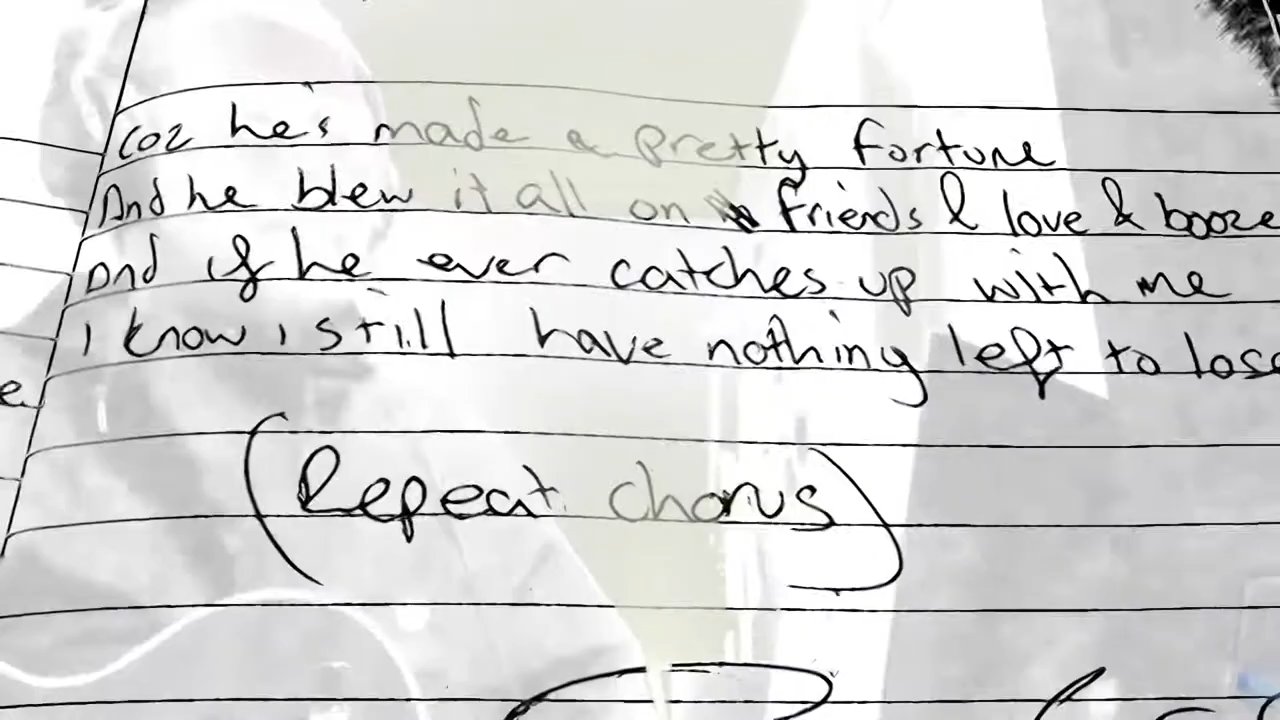 coz he's made a pretty fortune
And he blew it all on friends & love & booze
and if he ever catches up with me
I know I still have nothing left to lose
(Repeat chorus)